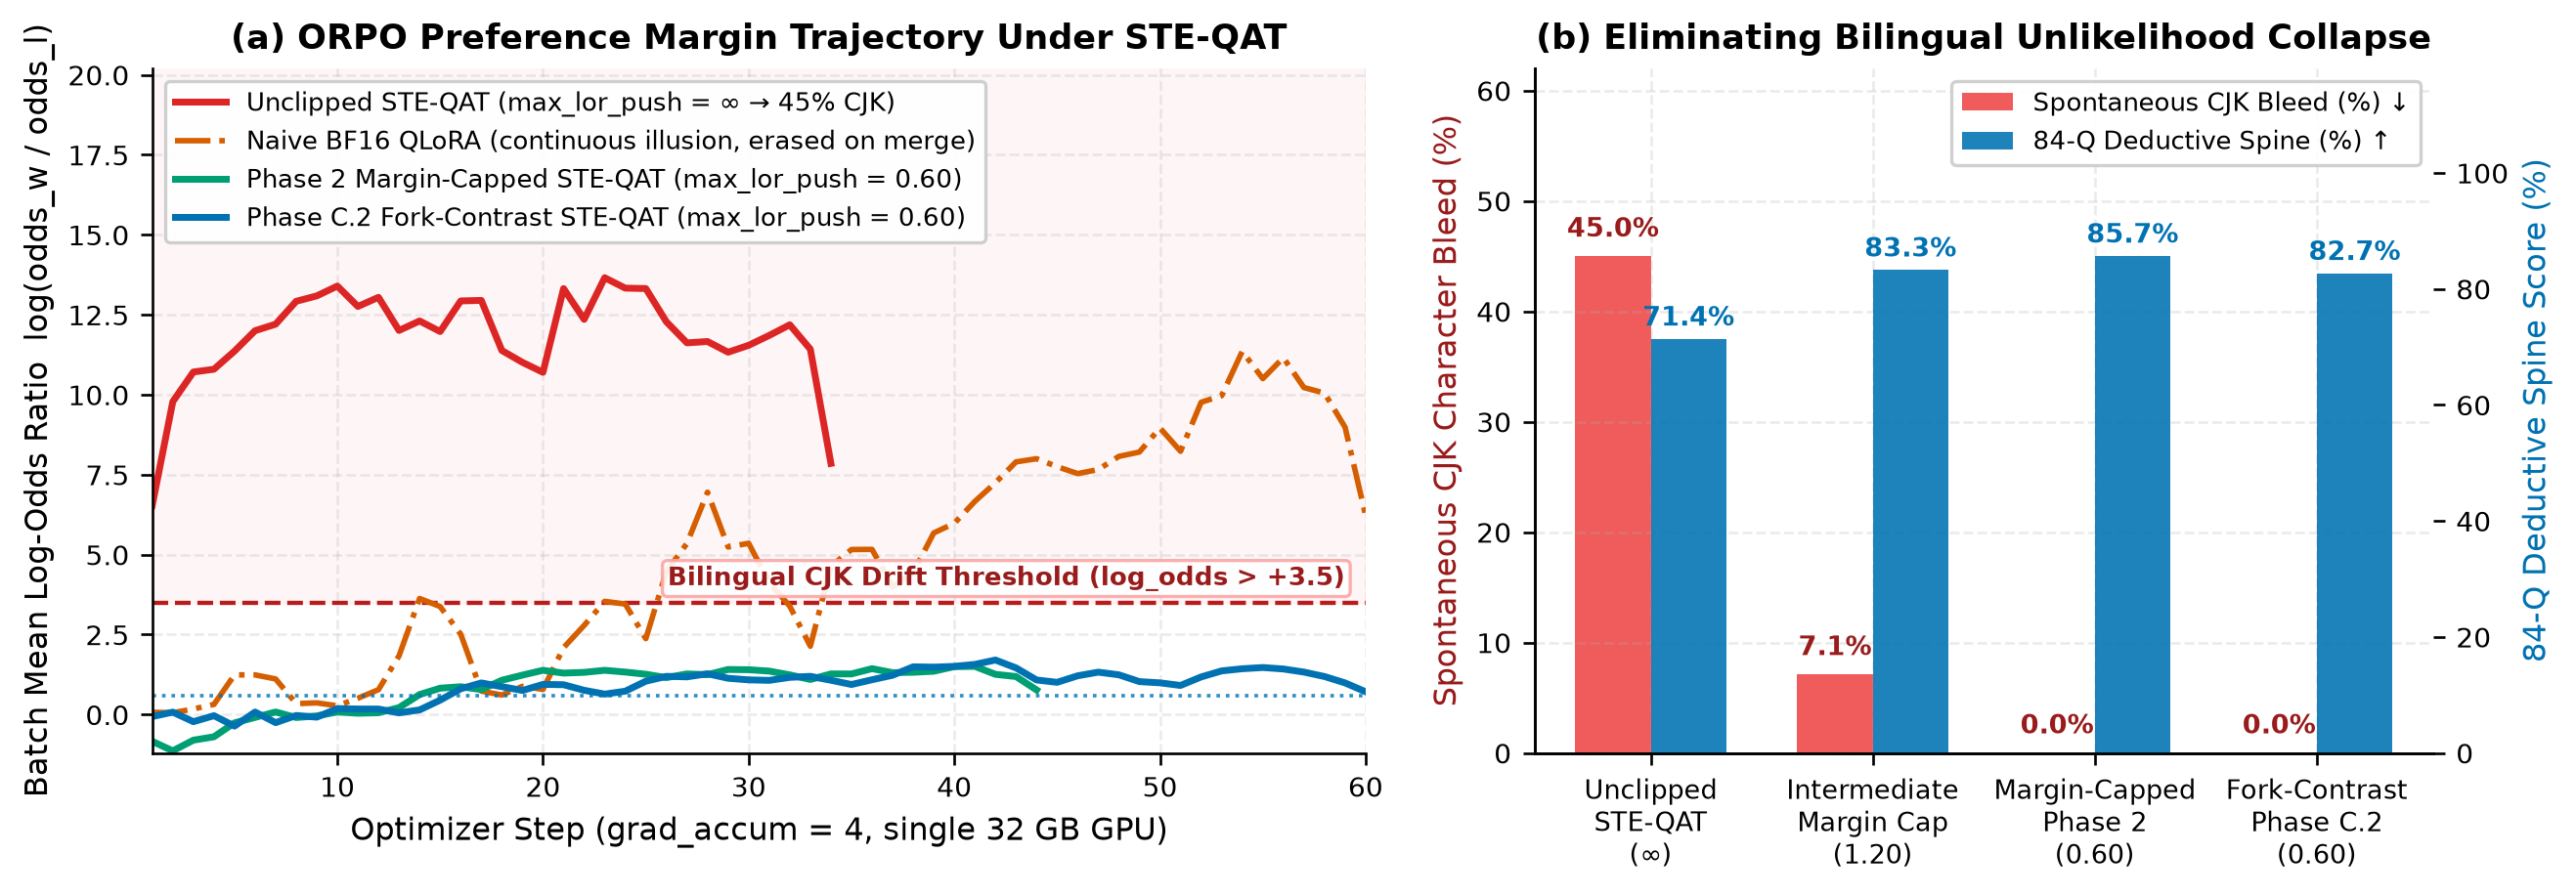 (a) ORPO Preference Margin Trajectory Under STE-QAT
Batch Mean Log-Odds Ratio log(odds_w / odds_l)
20.0
17.5
15.0
12.5
10.0
7.5
5.0
2.5
0.0
Unclipped STE-QAT (max_lor_push = ∞ → 45% CJK)
Naive BF16 QLoRA (continuous illusion, erased on merge)
Phase 2 Margin-Capped STE-QAT (max_lor_push = 0.60)
Phase C.2 Fork-Contrast STE-QAT (max_lor_push = 0.60)
Bilingual CJK Drift Threshold (log_odds > +3.5)
10 20 30 40 50 60
Optimizer Step (grad_accum = 4, single 32 GB GPU)
(b) Eliminating Bilingual Unlikelihood Collapse
Spontaneous CJK Character Bleed (%)
60
50
40
30
20
10
0
Spontaneous CJK Bleed (%) ↓
84-Q Deductive Spine (%) ↑
45.0%
71.4%
7.1%
83.3%
0.0%
85.7%
0.0%
82.7%
100
80
60
40
20
0
84-Q Deductive Spine Score (%)
Unclipped
STE-QAT
(∞)
Intermediate
Margin Cap
(1.20)
Margin-Capped
Phase 2
(0.60)
Fork-Contrast
Phase C.2
(0.60)